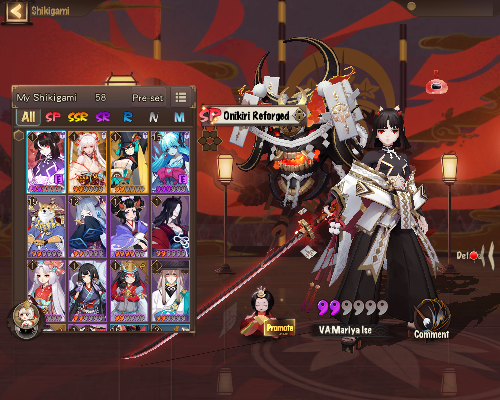 Shikigami
My Shikigami 58 Pre-set
All SP SSR SR R N M
SP Onikiri Reforged
Promote
VA:Mariya Ise
Comment